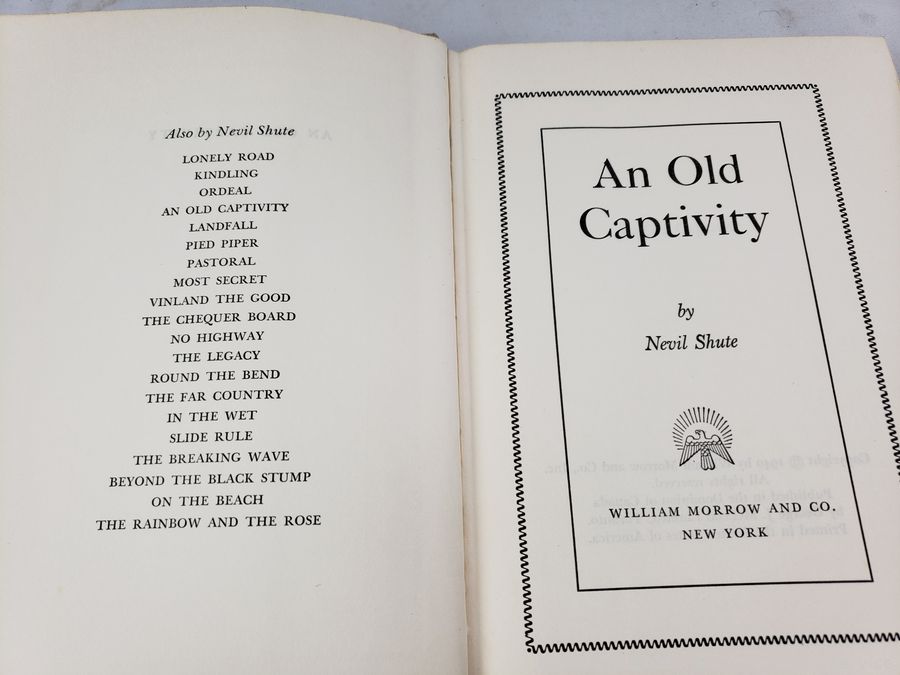 Also by Nevil Shute
LONELY ROAD
KINDLING
ORDEAL
AN OLD CAPTIVITY
LANDFALL
PIED PIPER
PASTORAL
MOST SECRET
VINLAND THE GOOD
THE CHEQUER BOARD
NO HIGHWAY
THE LEGACY
ROUND THE BEND
THE FAR COUNTRY
IN THE WET
SLIDE RULE
THE BREAKING WAVE
BEYOND THE BLACK STUMP
ON THE BEACH
THE RAINBOW AND THE ROSE
An Old
Captivity
by
Nevil Shute
WILLIAM MORROW AND CO.
NEW YORK